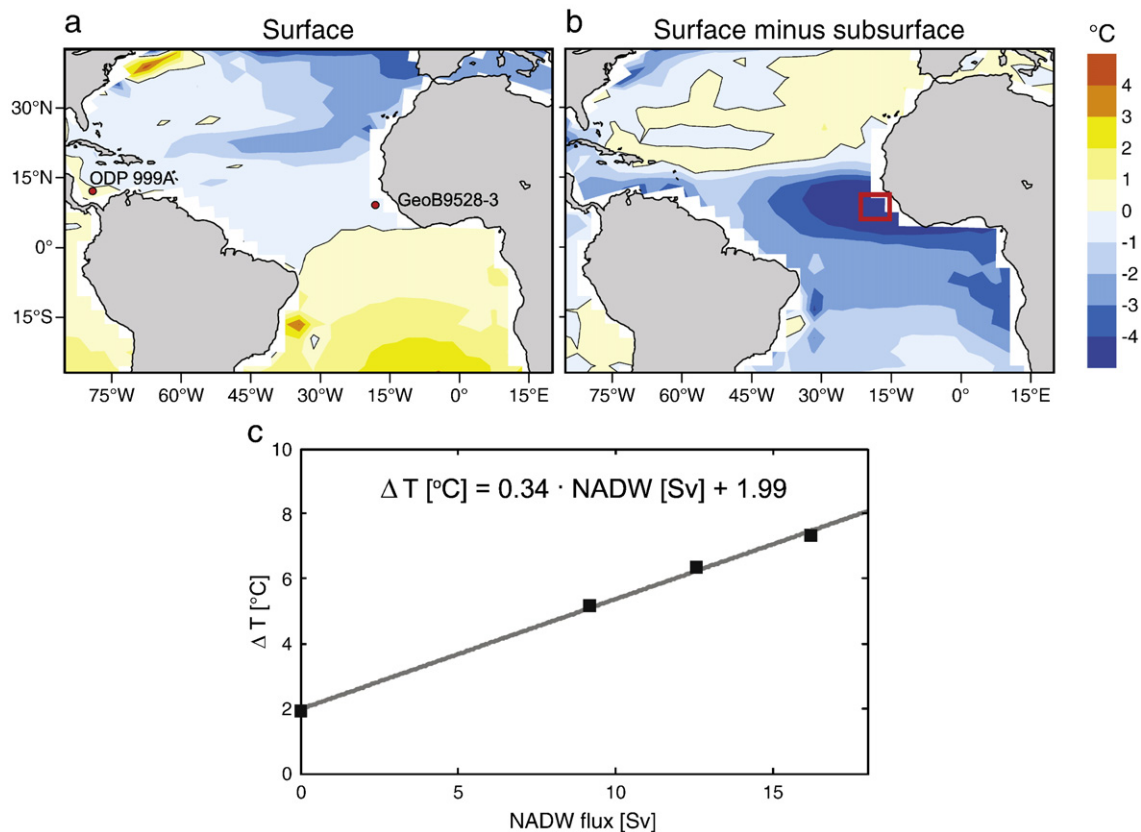 a
Surface
b
Surface minus subsurface
°C
30°N
15°N
0°
15°S
ODP 999A
GeoB9528-3
4
3
2
1
0
-1
-2
-3
-4
75°W 60°W 45°W 30°W 15°W 0° 15°E
75°W 60°W 45°W 30°W 15°W 0° 15°E
c
10
8
6
4
2
0
Δ T [°C] = 0.34 · NADW [Sv] + 1.99
Δ T [°C]
0 5 10 15
NADW flux [Sv]